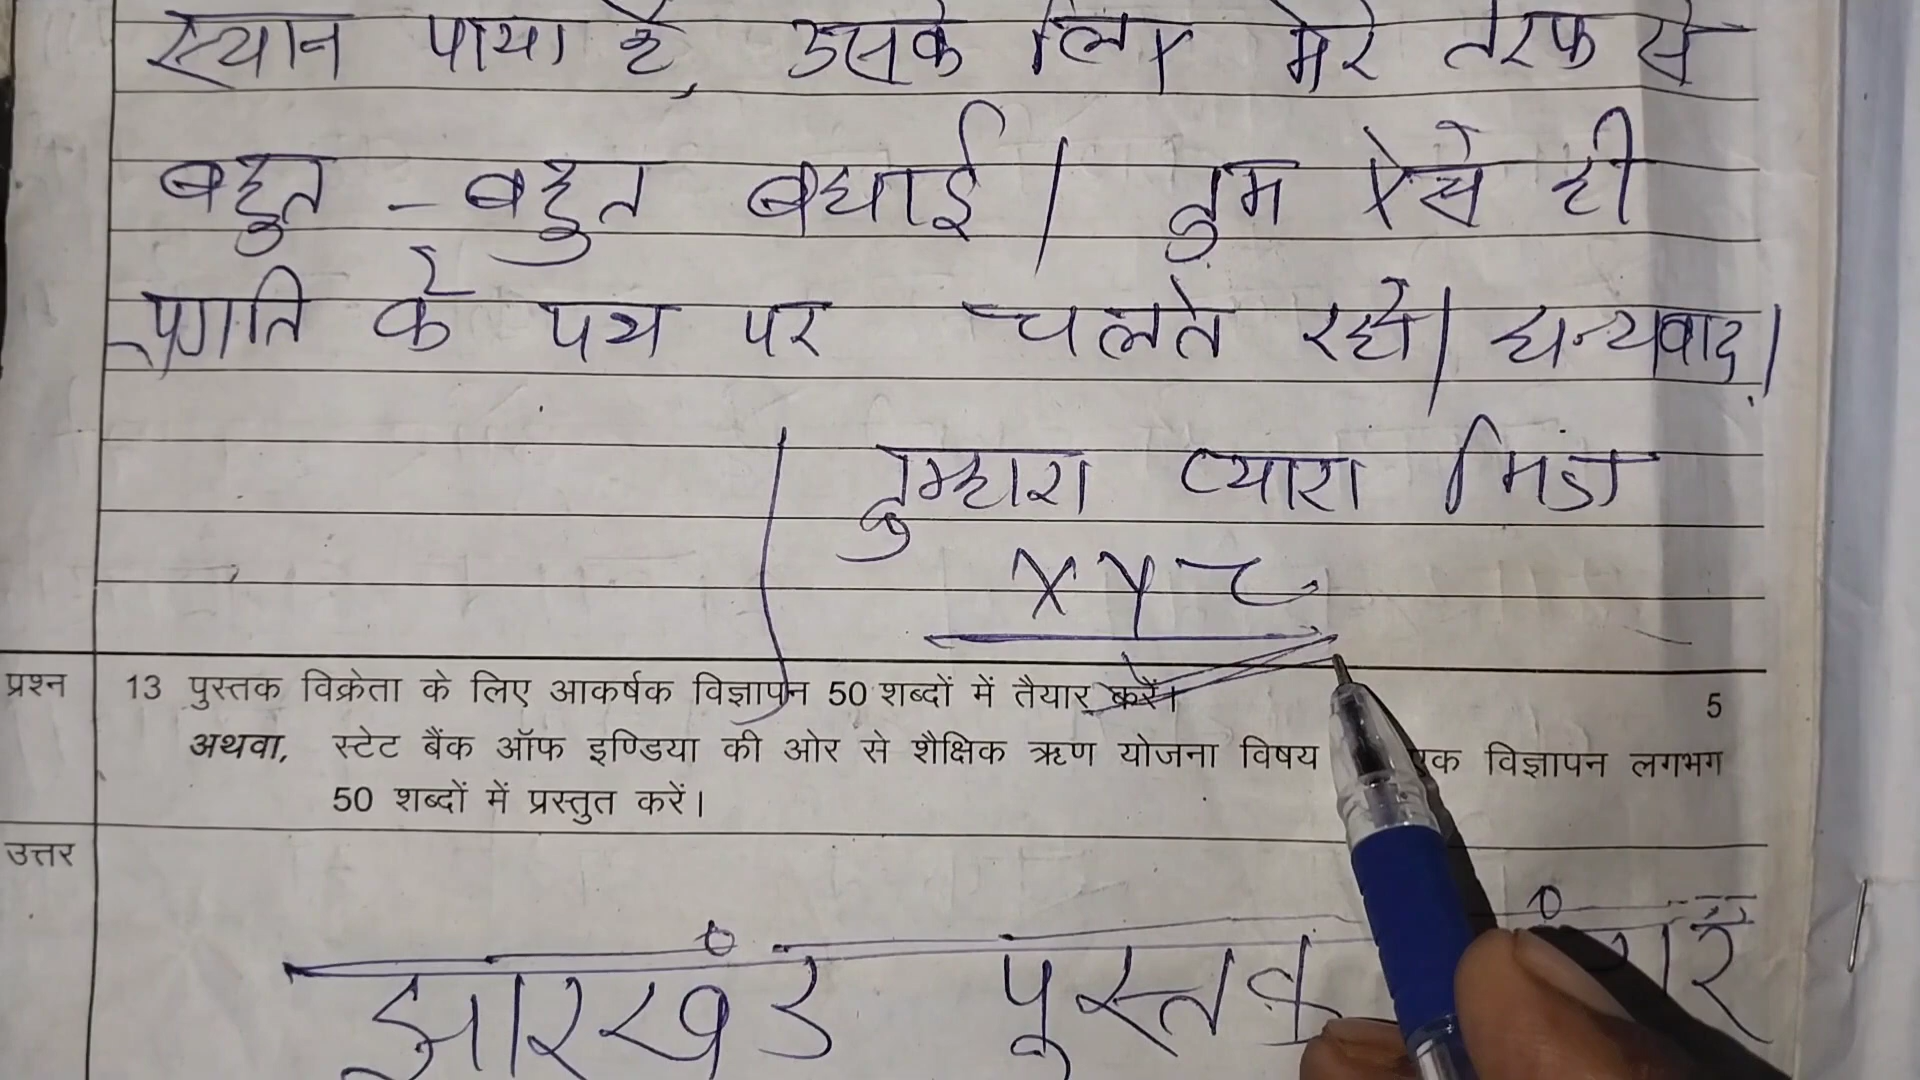 स्थान पाया है, उसके लिए मेरे तरफ से
बहुत - बहुत बधाई। तुम ऐसे ही
प्रगति के पथ पर चलते रहो। धन्यवाद।
तुम्हारा प्यारा मित्र
XYZ
प्रश्न 13 पुस्तक विक्रेता के लिए आकर्षक विज्ञापन 50 शब्दों में तैयार करें। 5
अथवा, स्टेट बैंक ऑफ इण्डिया की ओर से शैक्षिक ऋण योजना विषय एक विज्ञापन लगभग
50 शब्दों में प्रस्तुत करें।
उत्तर
झारखंड पुस्तक